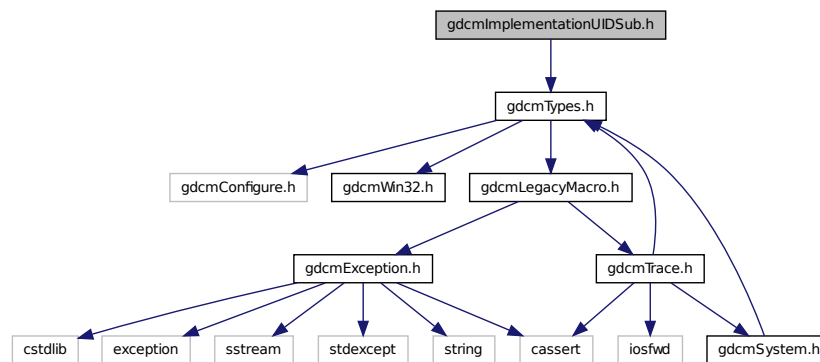 gdcmImplementationUIDSub.h
gdcmTypes.h
gdcmConfigure.h
gdcmWin32.h
gdcmLegacyMacro.h
gdcmException.h
gdcmTrace.h
cstdlib
exception
sstream
stdexcept
string
cassert
iosfwd
gdcmSystem.h